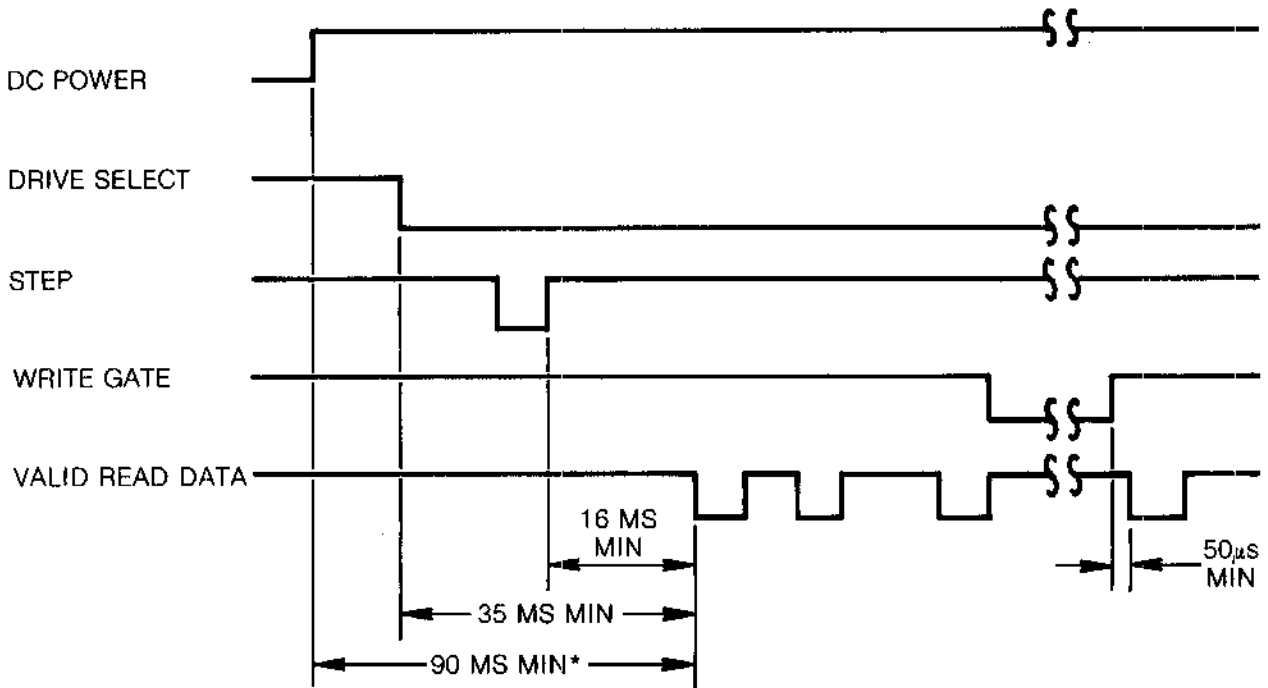 DC POWER
DRIVE SELECT
STEP
WRITE GATE
VALID READ DATA
16 MS
MIN
50µs
MIN
35 MS MIN
90 MS MIN*